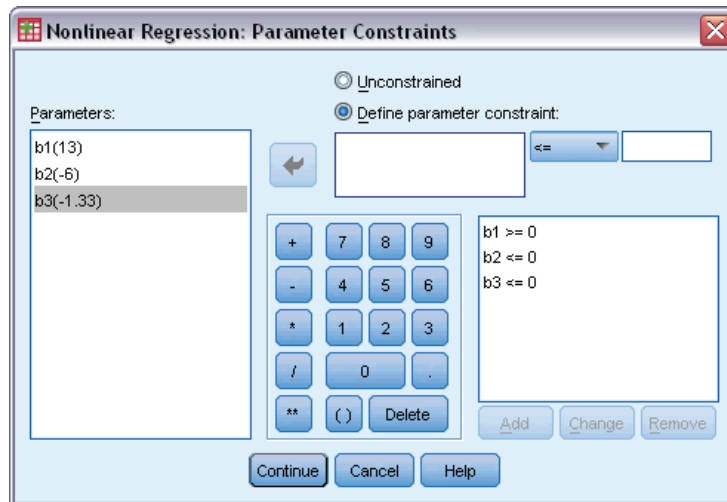 Nonlinear Regression: Parameter Constraints
Unconstrained
Define parameter constraint:
Parameters:
b1(13)
b2(-6)
b3(-1.33)
<=
b1 >= 0
b2 <= 0
b3 <= 0
+ 7 8 9
- 4 5 6
* 1 2 3
/ 0 .
** ( ) Delete
Add Change Remove
Continue Cancel Help